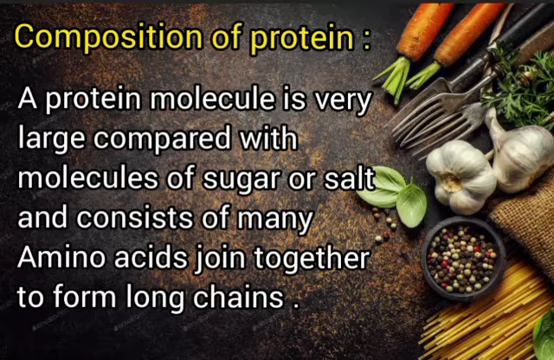 Composition of protein :
A protein molecule is very
large compared with
molecules of sugar or salt
and consists of many
Amino acids join together
to form long chains .